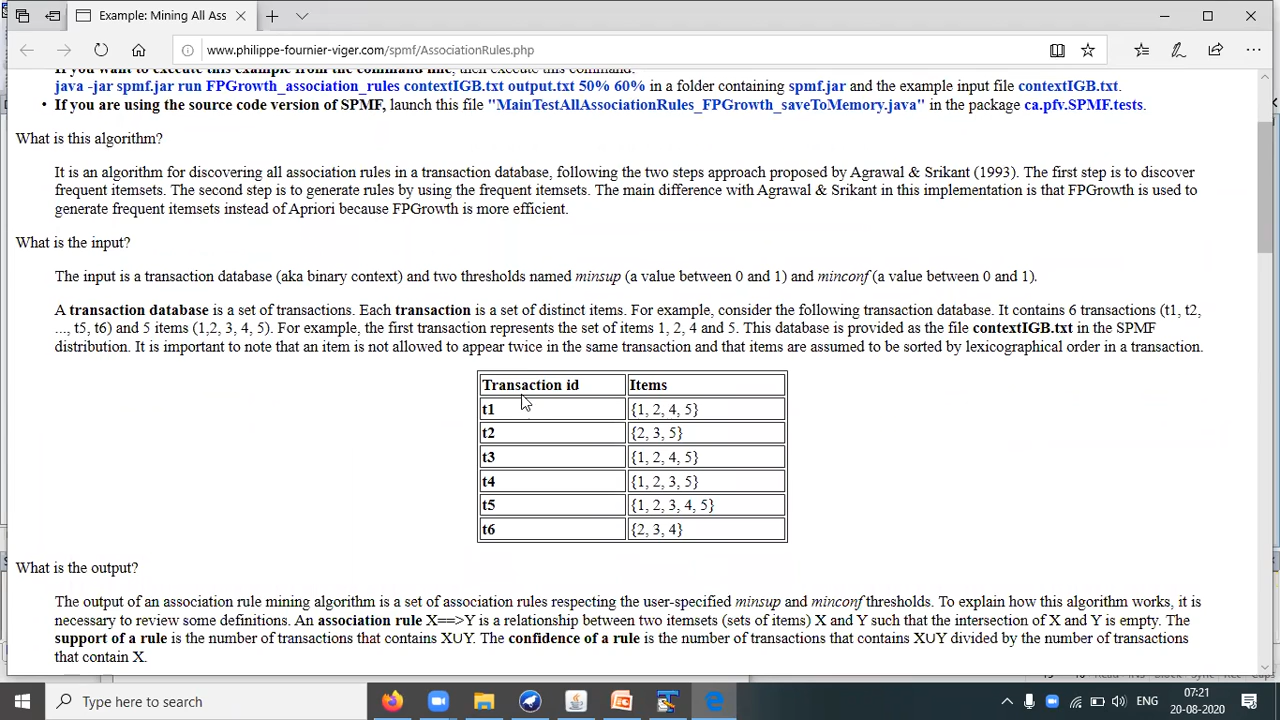 Example: Mining All Ass
www.philippe-fournier-viger.com/spmf/AssociationRules.php
If you want to execute this example from the command line, then execute this command:
java -jar spmf.jar run FPGrowth_association_rules contextIGB.txt output.txt 50% 60% in a folder containing spmf.jar and the example input file contextIGB.txt.
• If you are using the source code version of SPMF, launch this file "MainTestAllAssociationRules_FPGrowth_saveToMemory.java" in the package ca.pfv.SPMF.tests.
What is this algorithm?
It is an algorithm for discovering all association rules in a transaction database, following the two steps approach proposed by Agrawal & Srikant (1993). The first step is to discover
frequent itemsets. The second step is to generate rules by using the frequent itemsets. The main difference with Agrawal & Srikant in this implementation is that FPGrowth is used to
generate frequent itemsets instead of Apriori because FPGrowth is more efficient.
What is the input?
The input is a transaction database (aka binary context) and two thresholds named minsup (a value between 0 and 1) and minconf (a value between 0 and 1).
A transaction database is a set of transactions. Each transaction is a set of distinct items. For example, consider the following transaction database. It contains 6 transactions (t1, t2,
..., t5, t6) and 5 items (1,2, 3, 4, 5). For example, the first transaction represents the set of items 1, 2, 4 and 5. This database is provided as the file contextIGB.txt in the SPMF
distribution. It is important to note that an item is not allowed to appear twice in the same transaction and that items are assumed to be sorted by lexicographical order in a transaction.
Transaction id Items
t1 {1, 2, 4, 5}
t2 {2, 3, 5}
t3 {1, 2, 4, 5}
t4 {1, 2, 3, 5}
t5 {1, 2, 3, 4, 5}
t6 {2, 3, 4}
What is the output?
The output of an association rule mining algorithm is a set of association rules respecting the user-specified minsup and minconf thresholds. To explain how this algorithm works, it is
necessary to review some definitions. An association rule X==>Y is a relationship between two itemsets (sets of items) X and Y such that the intersection of X and Y is empty. The
support of a rule is the number of transactions that contains X∪Y. The confidence of a rule is the number of transactions that contains X∪Y divided by the number of transactions
that contain X.
Type here to search
ENG
07:21
20-08-2020